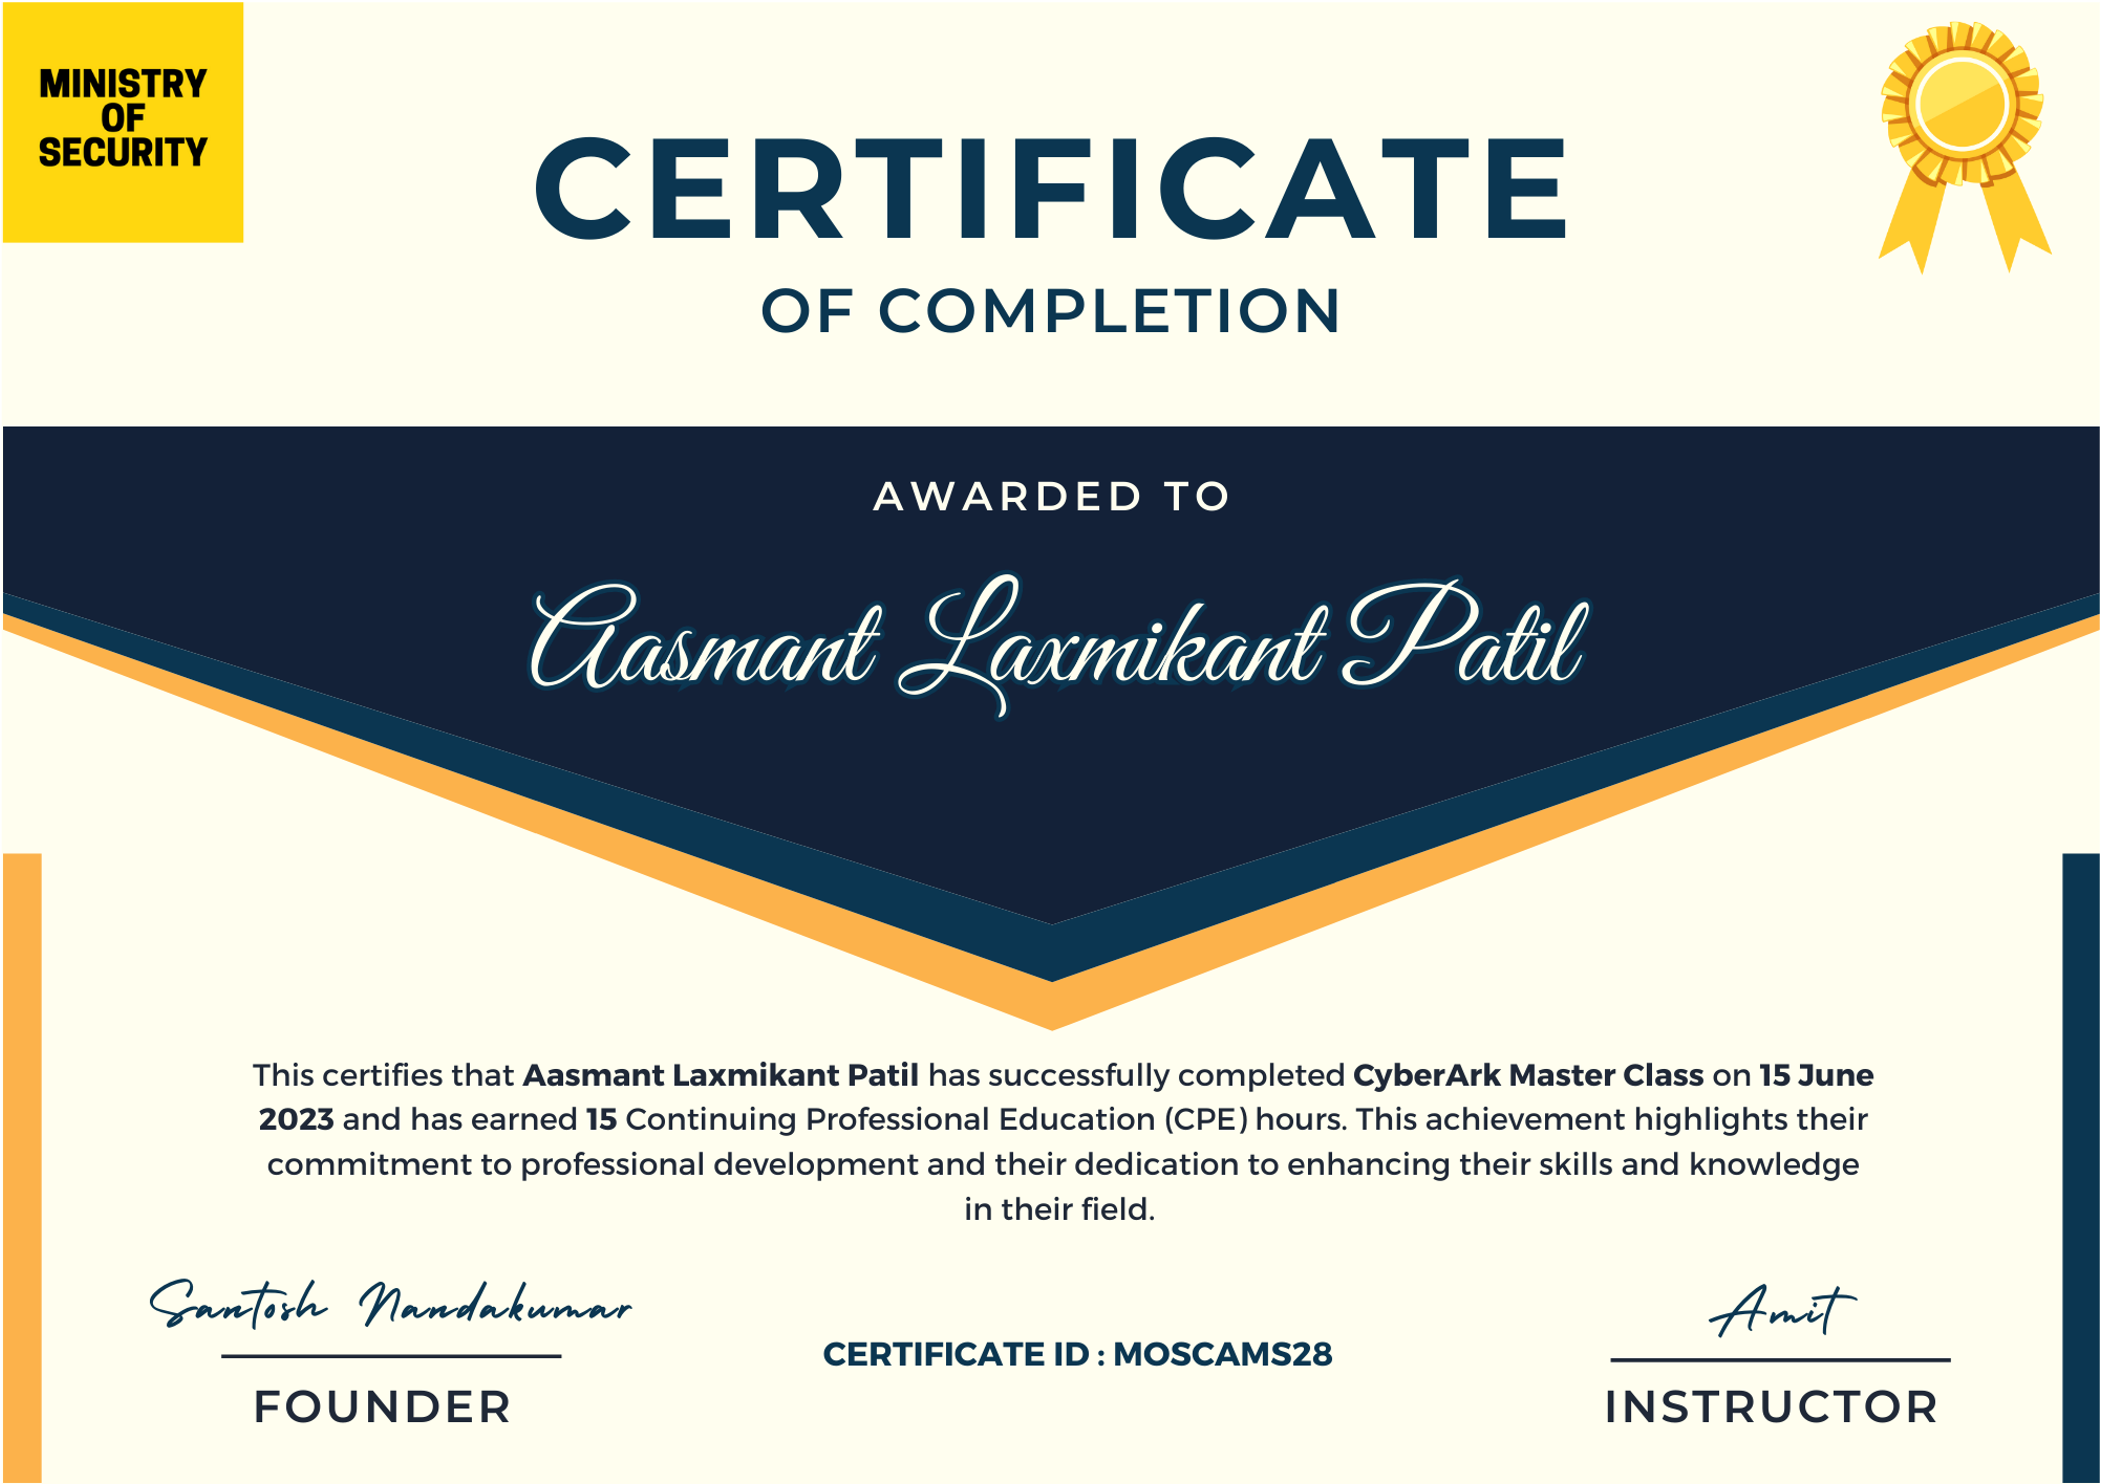 MINISTRY
OF
SECURITY
CERTIFICATE
OF COMPLETION
AWARDED TO
Aasmant Laxmikant Patil
This certifies that Aasmant Laxmikant Patil has successfully completed CyberArk Master Class on 15 June
2023 and has earned 15 Continuing Professional Education (CPE) hours. This achievement highlights their
commitment to professional development and their dedication to enhancing their skills and knowledge
in their field.
Santosh Nandakumar
FOUNDER
CERTIFICATE ID : MOSCAMS28
Amit
INSTRUCTOR